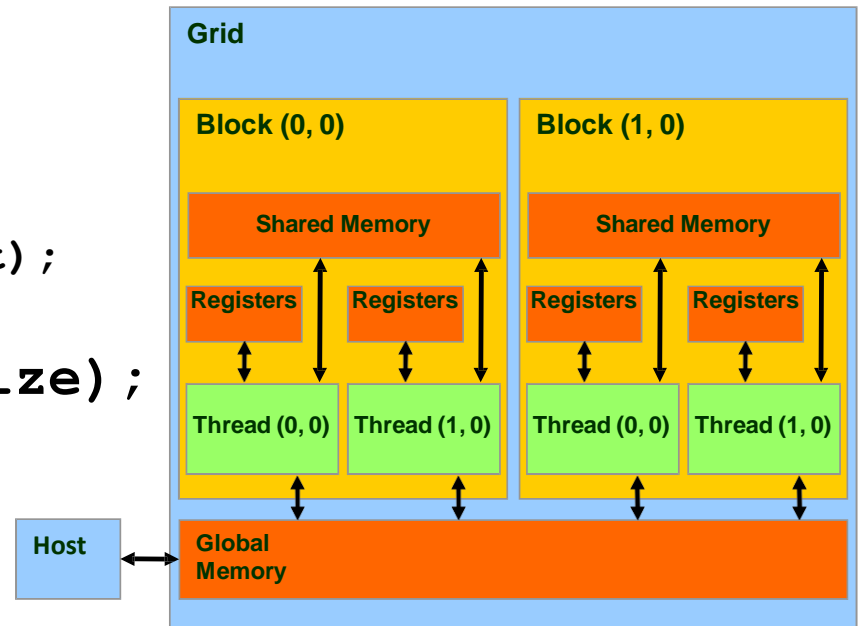 Grid
Block (0, 0)
Block (1, 0)
Shared Memory
Shared Memory
);
Registers
Registers
Registers
Registers
ize);
Thread (0, 0)
Thread (1, 0)
Thread (0, 0)
Thread (1, 0)
Host
Global
Memory